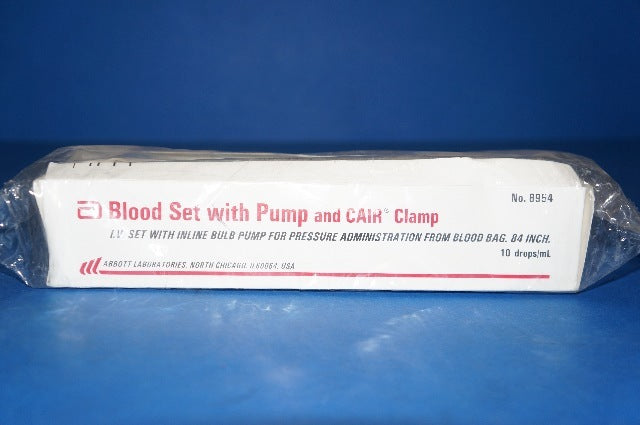 No. 8954
Blood Set with Pump and CAIR® Clamp
I.V. SET WITH INLINE BULB PUMP FOR PRESSURE ADMINISTRATION FROM BLOOD BAG. 84 INCH.
10 drops/mL
ABBOTT LABORATORIES, NORTH CHICAGO, IL60064, USA